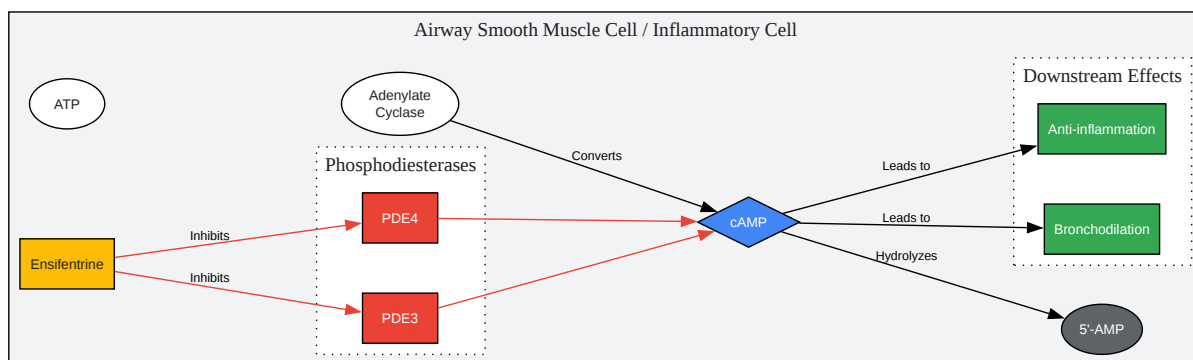 Airway Smooth Muscle Cell / Inflammatory Cell
ATP
Adenylate
Cyclase
Converts
Phosphodiesterases
PDE4
PDE3
Ensifentrine
Inhibits
Inhibits
cAMP
Leads to
Leads to
Hydrolyzes
Downstream Effects
Anti-inflammation
Bronchodilation
5'-AMP